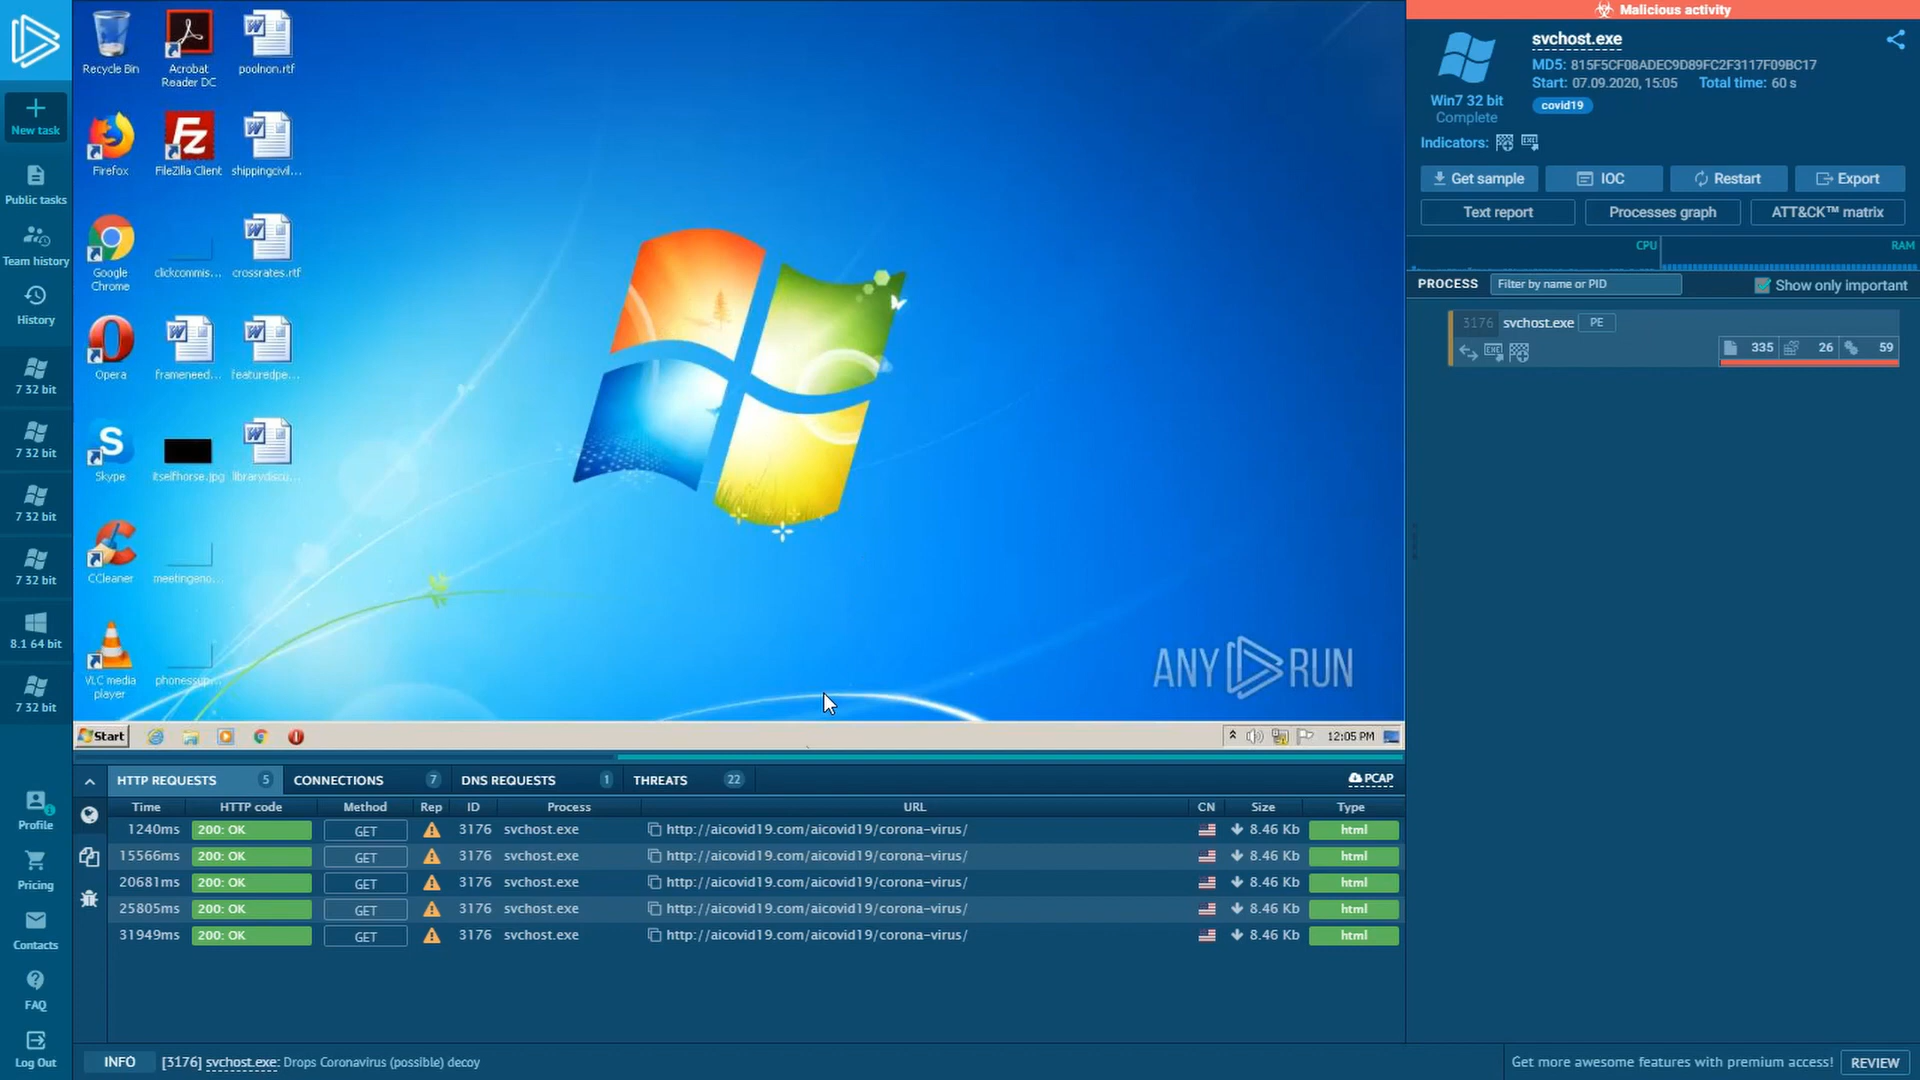 New task
Public tasks
Team history
History
7 32 bit
7 32 bit
7 32 bit
7 32 bit
8.1 64 bit
7 32 bit
Profile
Pricing
Contacts
FAQ
Log Out
Recycle Bin
Acrobat Reader DC
poolnon.rtf
Firefox
FileZilla Client
shippingcivil...
Google Chrome
clickcommis...
crossrates.rtf
Opera
frameneed...
featuredpe...
Skype
itselfhorse.jpg
librarydiscu...
CCleaner
meetingeno...
VLC media player
phonessup...
ANY RUN
Start
12:05 PM
HTTP REQUESTS 5
CONNECTIONS 7
DNS REQUESTS 1
THREATS 22
PCAP
Time HTTP code Method Rep ID Process URL CN Size Type
1240ms 200: OK GET 3176 svchost.exe http://aicovid19.com/aicovid19/corona-virus/ 8.46 Kb html
15566ms 200: OK GET 3176 svchost.exe http://aicovid19.com/aicovid19/corona-virus/ 8.46 Kb html
20681ms 200: OK GET 3176 svchost.exe http://aicovid19.com/aicovid19/corona-virus/ 8.46 Kb html
25805ms 200: OK GET 3176 svchost.exe http://aicovid19.com/aicovid19/corona-virus/ 8.46 Kb html
31949ms 200: OK GET 3176 svchost.exe http://aicovid19.com/aicovid19/corona-virus/ 8.46 Kb html
INFO [3176] svchost.exe: Drops Coronavirus (possible) decoy
Malicious activity
svchost.exe
MD5: 815F5CF08ADEC9D89FC2F3117F09BC17
Start: 07.09.2020, 15:05 Total time: 60 s
covid19
Win7 32 bit
Complete
Indicators:
Get sample
IOC
Restart
Export
Text report
Processes graph
ATT&CK™ matrix
CPU
RAM
PROCESS
Filter by name or PID
Show only important
3176 svchost.exe PE
335 26 59
Get more awesome features with premium access! REVIEW